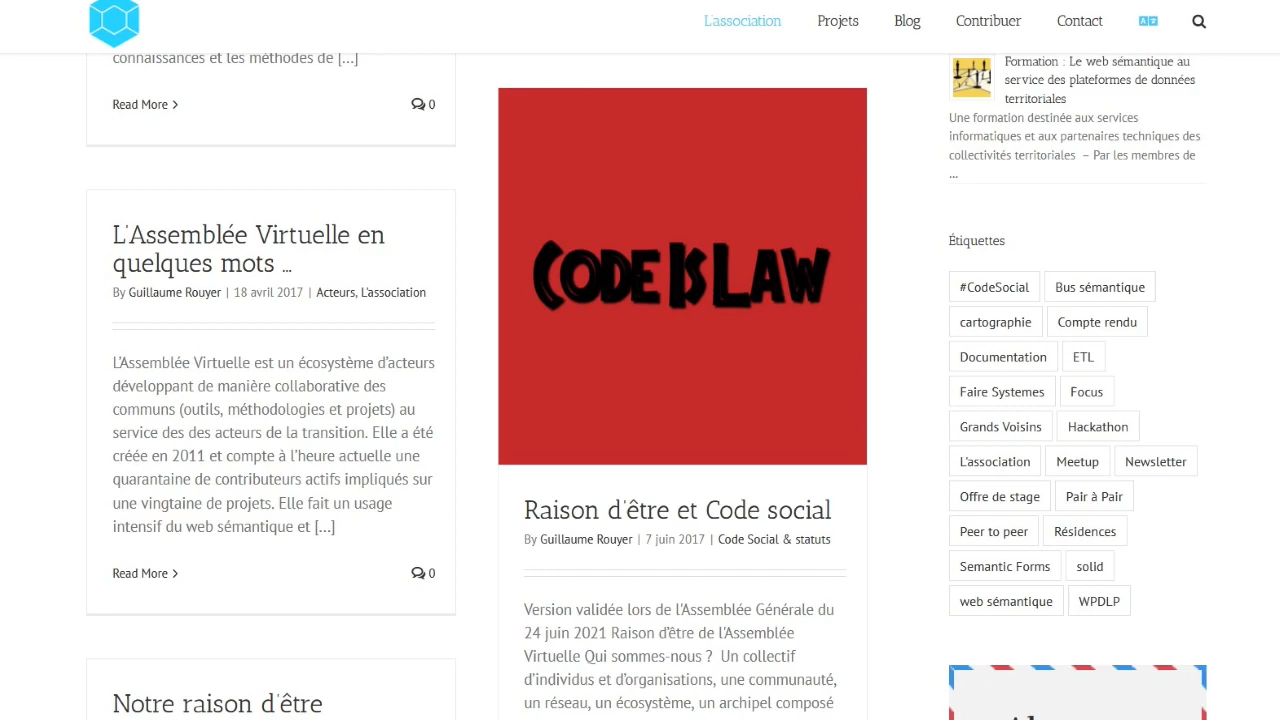 L'association
Projets
Blog
Contribuer
Contact
connaissances et les méthodes de [...]
Read More
0
L'Assemblée Virtuelle en
quelques mots ...
By Guillaume Rouyer | 18 avril 2017 | Acteurs, L'association
L'Assemblée Virtuelle est un écosystème d'acteurs
développant de manière collaborative des
communs (outils, méthodologies et projets) au
service des des acteurs de la transition. Elle a été
créée en 2011 et compte à l'heure actuelle une
quarantaine de contributeurs actifs impliqués sur
une vingtaine de projets. Elle fait un usage
intensif du web sémantique et [...]
Read More
0
Notre raison d'être
CODE IS LAW
Raison d'être et Code social
By Guillaume Rouyer | 7 juin 2017 | Code Social & statuts
Version validée lors de l'Assemblée Générale du
24 juin 2021 Raison d'être de l'Assemblée
Virtuelle Qui sommes-nous ? Un collectif
d'individus et d'organisations, une communauté,
un réseau, un écosystème, un archipel composé
Formation : Le web sémantique au
service des plateformes de données
territoriales
Une formation destinée aux services
informatiques et aux partenaires techniques des
collectivités territoriales – Par les membres de
...
Étiquettes
#CodeSocial
Bus sémantique
cartographie
Compte rendu
Documentation
ETL
Faire Systemes
Focus
Grands Voisins
Hackathon
L'association
Meetup
Newsletter
Offre de stage
Pair à Pair
Peer to peer
Résidences
Semantic Forms
solid
web sémantique
WPDLP